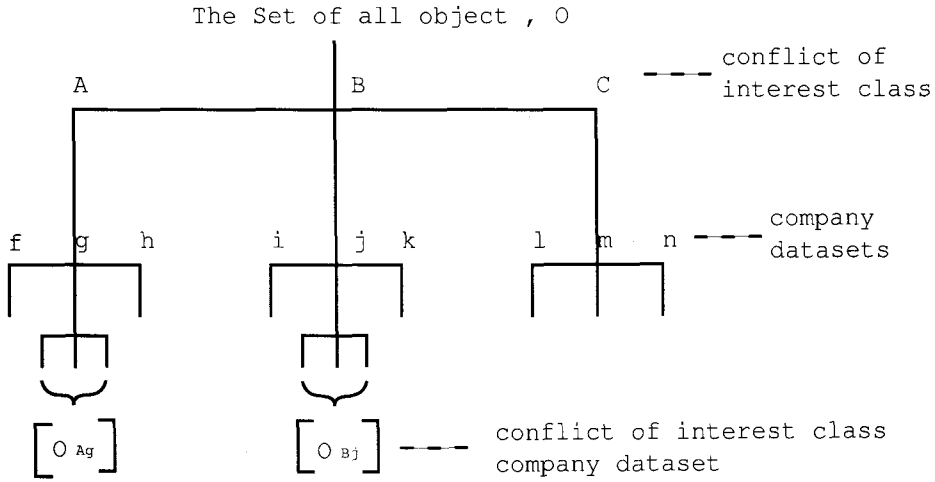 The Set of all object , O
A B C
conflict of
interest class
f g h i j k l m n
company
datasets
O Ag
O Bj
conflict of interest class
company dataset